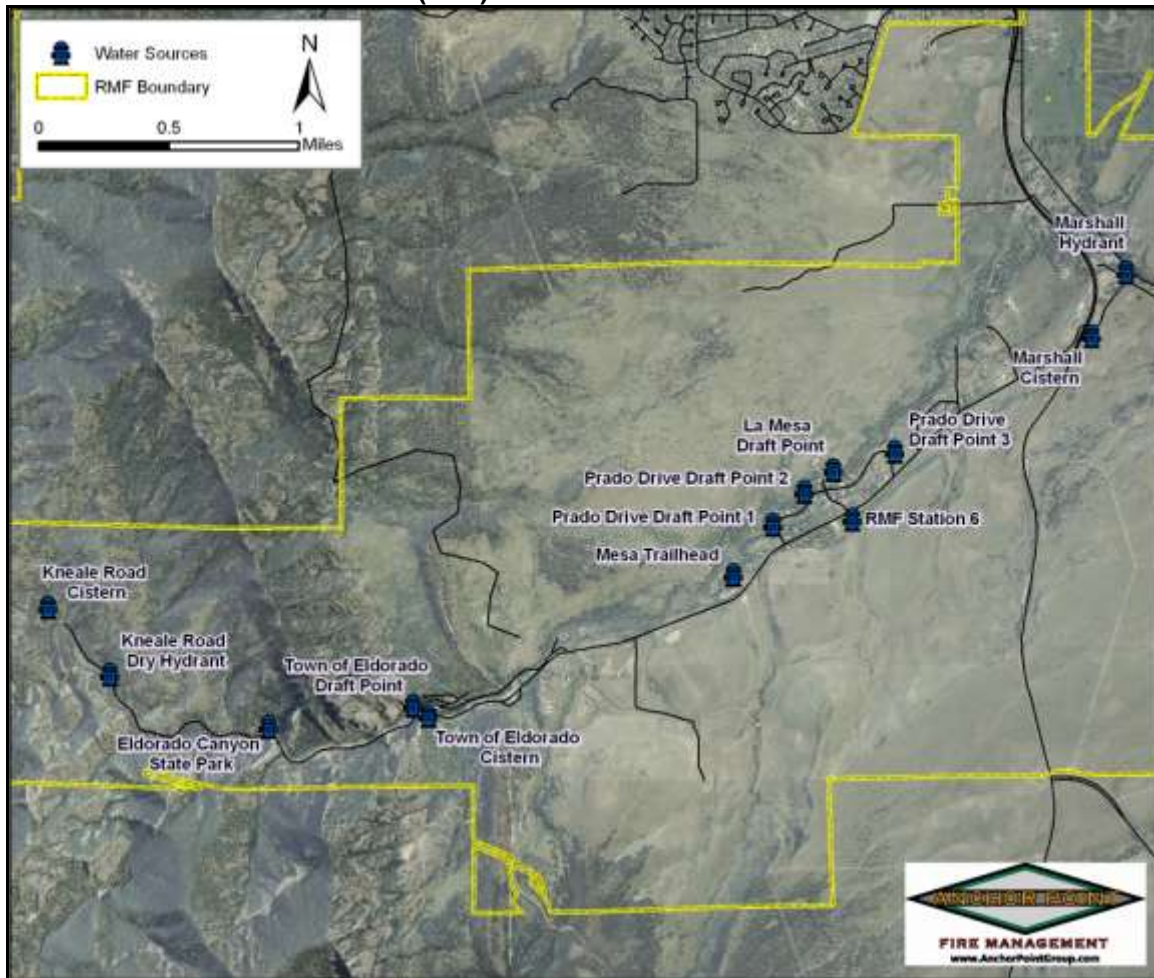 Water Sources
RMF Boundary
N
0 0.5 1
Miles
Marshall
Hydrant
Marshall
Cistern
La Mesa
Draft Point
Prado Drive
Draft Point 3
Prado Drive Draft Point 2
Prado Drive Draft Point 1
RMF Station 6
Mesa Trailhead
Kneale Road
Cistern
Kneale Road
Dry Hydrant
Town of Eldorado
Draft Point
Eldorado Canyon
State Park
Town of Eldorado
Cistern
ANCHOR POINT
FIRE MANAGEMENT
www.AnchorPointGroup.com